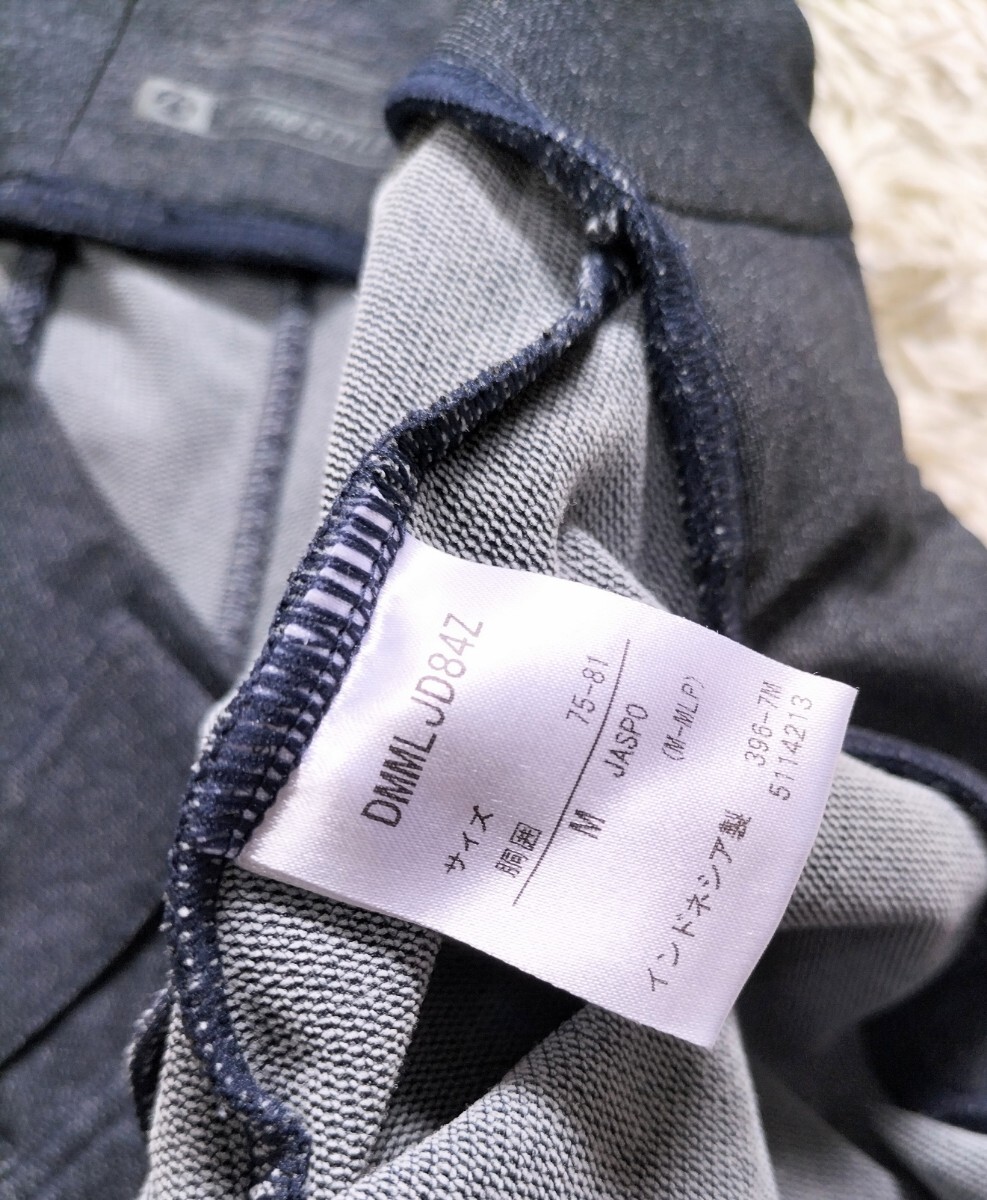 DMMLJD84Z
サイズ
胴囲 75-81
M JASPO
(M-MLP)
インドネシア製 396-7M
5114213